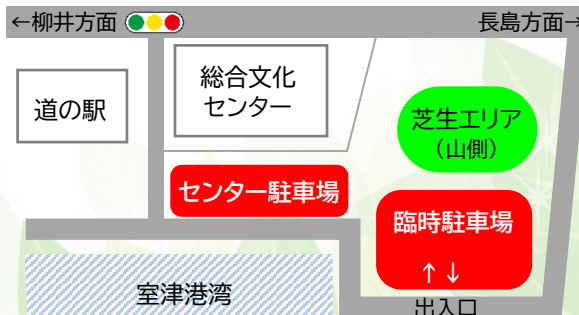 ←柳井方面
長島方面→
道の駅
総合文化
センター
芝生エリア
（山側）
センター駐車場
臨時駐車場
↑↓
出入口
室津港湾